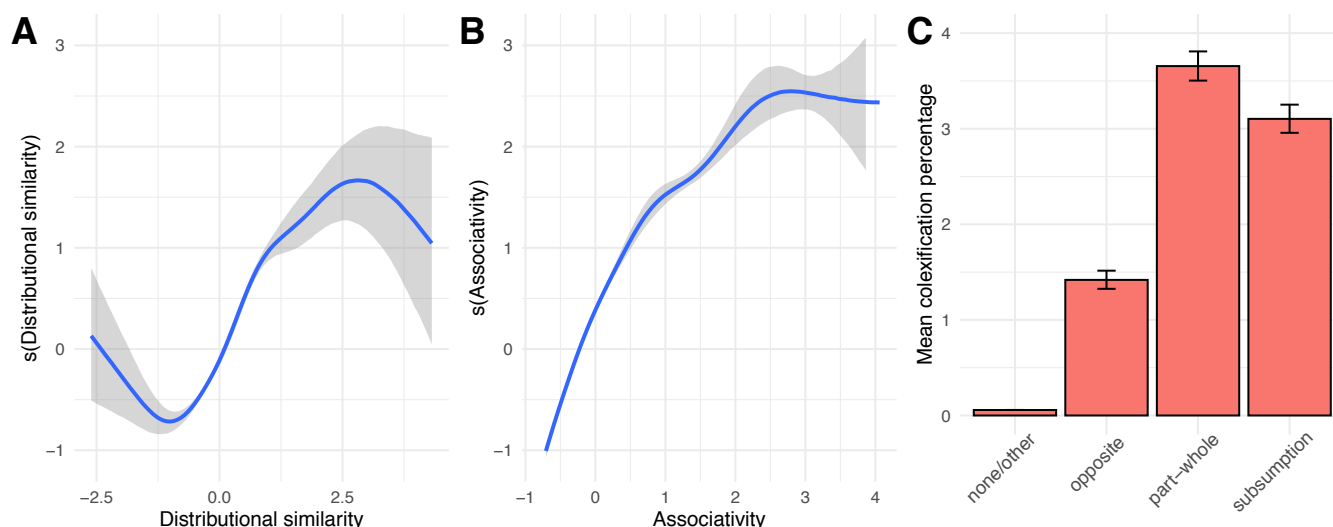 A
s(Distributional similarity)
3
2
1
0
−1
−2.5 0.0 2.5
Distributional similarity
B
s(Associativity)
3
2
1
0
−1
−1 0 1 2 3 4
Associativity
C
Mean colexification percentage
4
3
2
1
0
none/other
opposite
part−whole
subsumption